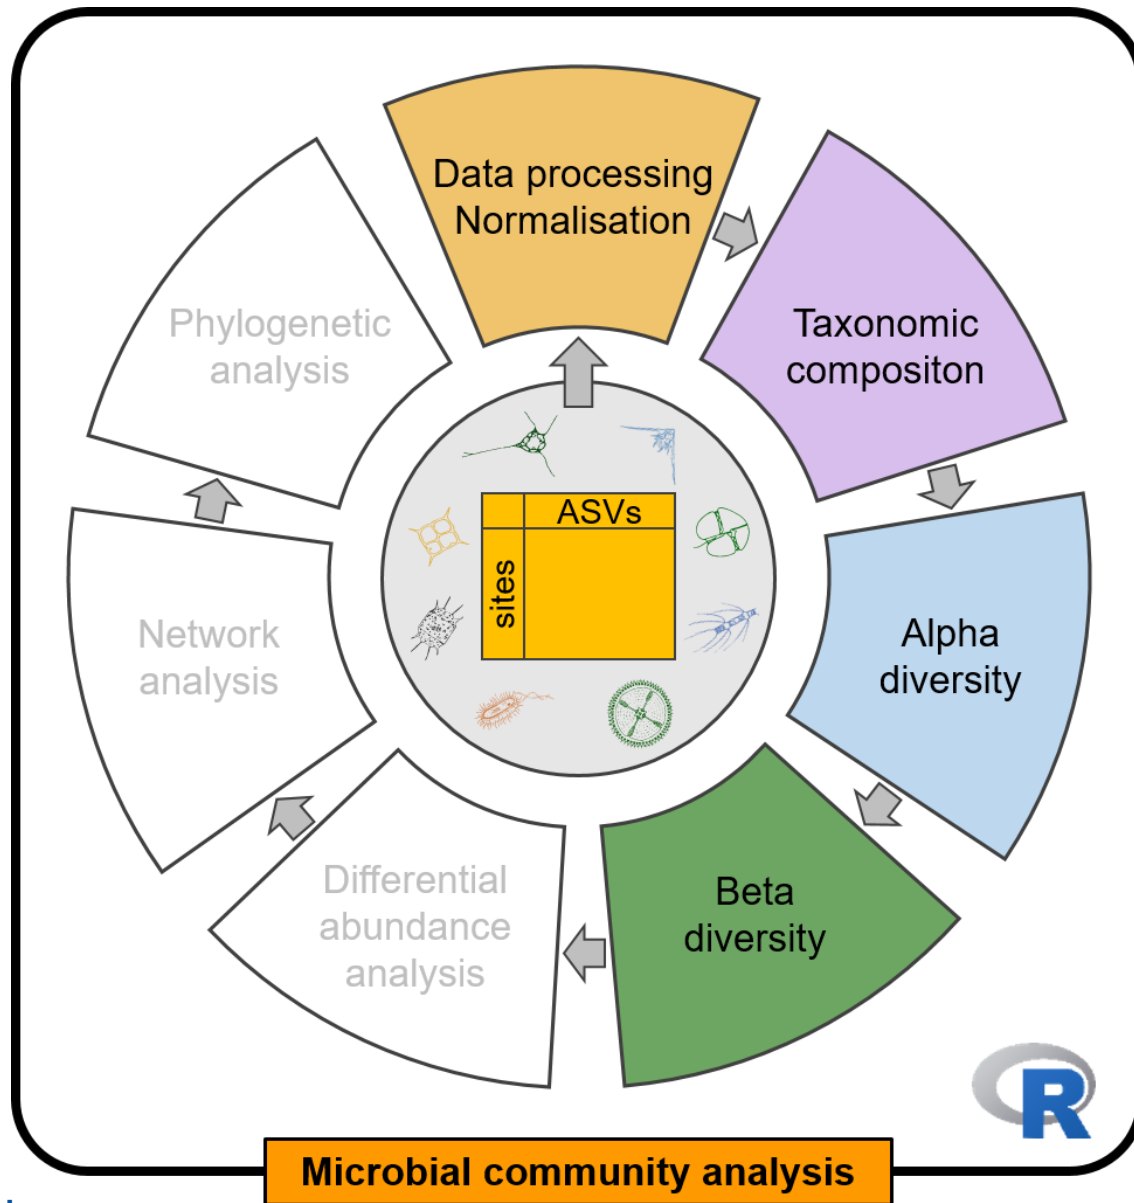 Data processing
Normalisation
Taxonomic
compositon
Alpha
diversity
Beta
diversity
Differential
abundance
analysis
Network
analysis
Phylogenetic
analysis
ASVs
sites
R
Microbial community analysis